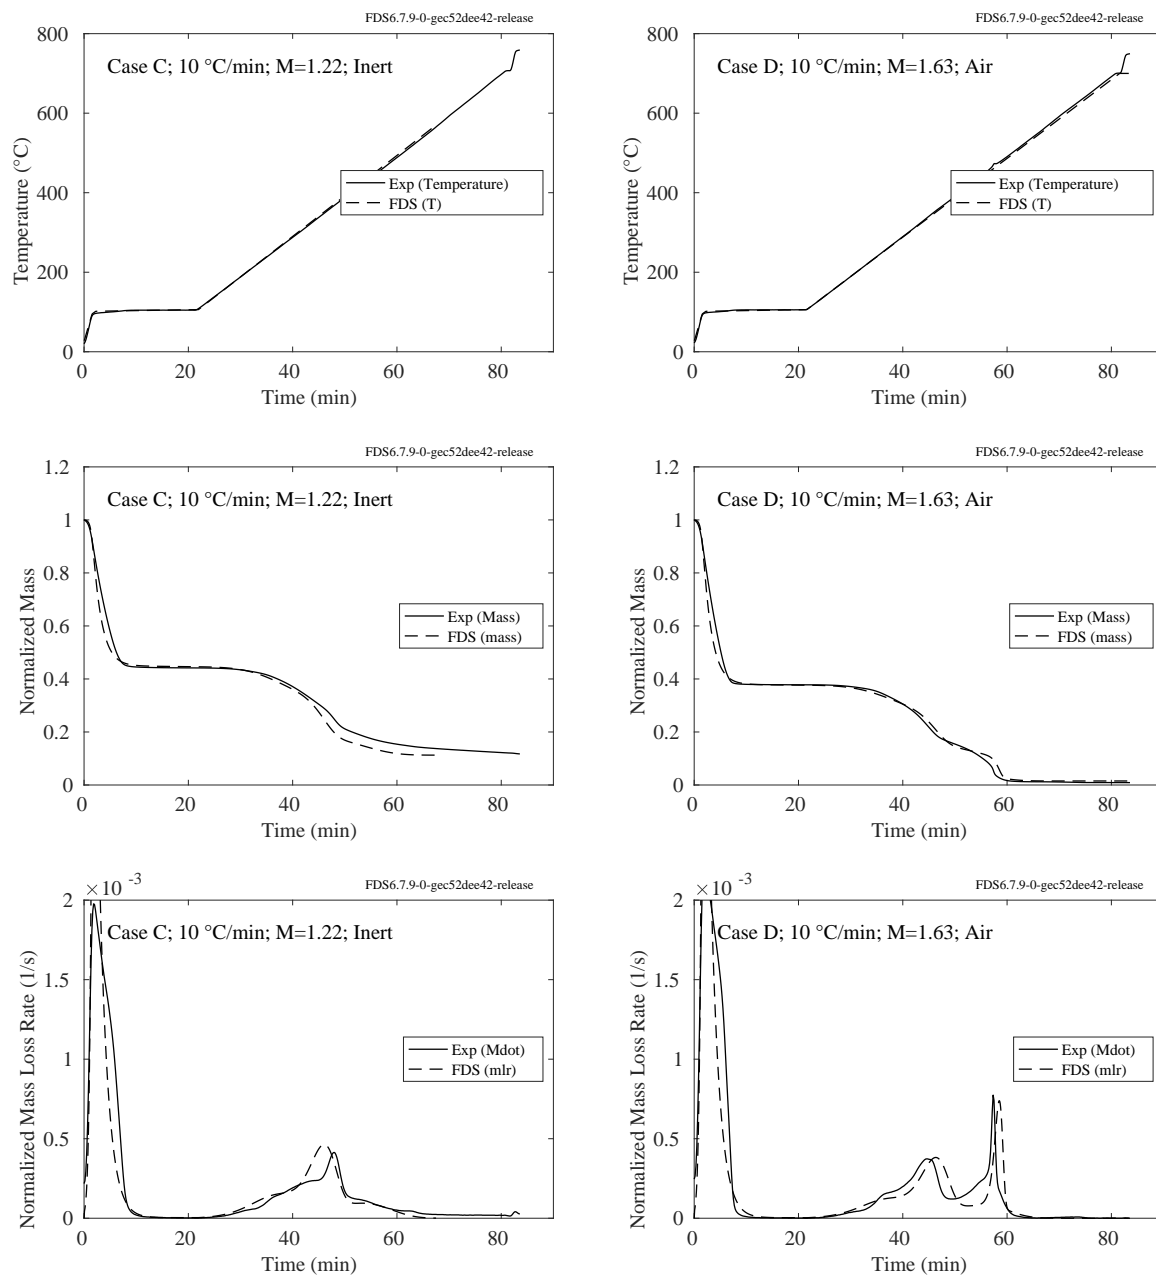 FDS6.7.9-0-gec52dee42-release
Case C; 10 °C/min; M=1.22; Inert
Temperature (°C)
800
600
400
200
0
Exp (Temperature)
FDS (T)
0 20 40 60 80
Time (min)
FDS6.7.9-0-gec52dee42-release
Case D; 10 °C/min; M=1.63; Air
Temperature (°C)
800
600
400
200
0
Exp (Temperature)
FDS (T)
0 20 40 60 80
Time (min)
FDS6.7.9-0-gec52dee42-release
Case C; 10 °C/min; M=1.22; Inert
Normalized Mass
1.2
1
0.8
0.6
0.4
0.2
0
Exp (Mass)
FDS (mass)
0 20 40 60 80
Time (min)
FDS6.7.9-0-gec52dee42-release
Case D; 10 °C/min; M=1.63; Air
Normalized Mass
1.2
1
0.8
0.6
0.4
0.2
0
Exp (Mass)
FDS (mass)
0 20 40 60 80
Time (min)
×10 -3
FDS6.7.9-0-gec52dee42-release
Case C; 10 °C/min; M=1.22; Inert
Normalized Mass Loss Rate (1/s)
2
1.5
1
0.5
0
Exp (Mdot)
FDS (mlr)
0 20 40 60 80
Time (min)
×10 -3
FDS6.7.9-0-gec52dee42-release
Case D; 10 °C/min; M=1.63; Air
Normalized Mass Loss Rate (1/s)
2
1.5
1
0.5
0
Exp (Mdot)
FDS (mlr)
0 20 40 60 80
Time (min)